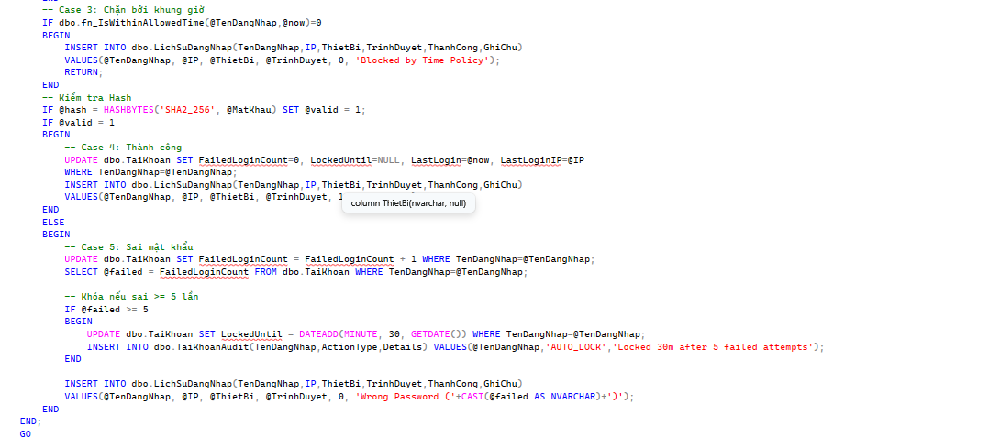 -- Case 3: Chặn bởi khung giờ
IF dbo.fn_IsWithinAllowedTime(@TenDangNhap,@now)=0
BEGIN
INSERT INTO dbo.LichSuDangNhap(TenDangNhap,IP,ThietBi,TrinhDuyet,ThanhCong,GhiChu)
VALUES(@TenDangNhap, @IP, @ThietBi, @TrinhDuyet, 0, 'Blocked by Time Policy');
RETURN;
END
-- Kiểm tra Hash
IF @hash = HASHBYTES('SHA2_256', @MatKhau) SET @valid = 1;
IF @valid = 1
BEGIN
-- Case 4: Thành công
UPDATE dbo.TaiKhoan SET FailedLoginCount=0, LockedUntil=NULL, LastLogin=@now, LastLoginIP=@IP
WHERE TenDangNhap=@TenDangNhap;
INSERT INTO dbo.LichSuDangNhap(TenDangNhap,IP,ThietBi,TrinhDuyet,ThanhCong,GhiChu)
VALUES(@TenDangNhap, @IP, @ThietBi, @TrinhDuyet, 1
column ThietBi(nvarchar, null)
END
ELSE
BEGIN
-- Case 5: Sai mật khẩu
UPDATE dbo.TaiKhoan SET FailedLoginCount = FailedLoginCount + 1 WHERE TenDangNhap=@TenDangNhap;
SELECT @failed = FailedLoginCount FROM dbo.TaiKhoan WHERE TenDangNhap=@TenDangNhap;
-- Khóa nếu sai >= 5 lần
IF @failed >= 5
BEGIN
UPDATE dbo.TaiKhoan SET LockedUntil = DATEADD(MINUTE, 30, GETDATE()) WHERE TenDangNhap=@TenDangNhap;
INSERT INTO dbo.TaiKhoanAudit(TenDangNhap,ActionType,Details) VALUES(@TenDangNhap,'AUTO_LOCK','Locked 30m after 5 failed attempts');
END
INSERT INTO dbo.LichSuDangNhap(TenDangNhap,IP,ThietBi,TrinhDuyet,ThanhCong,GhiChu)
VALUES(@TenDangNhap, @IP, @ThietBi, @TrinhDuyet, 0, 'Wrong Password ('+CAST(@failed AS NVARCHAR)+')');
END
END;
GO